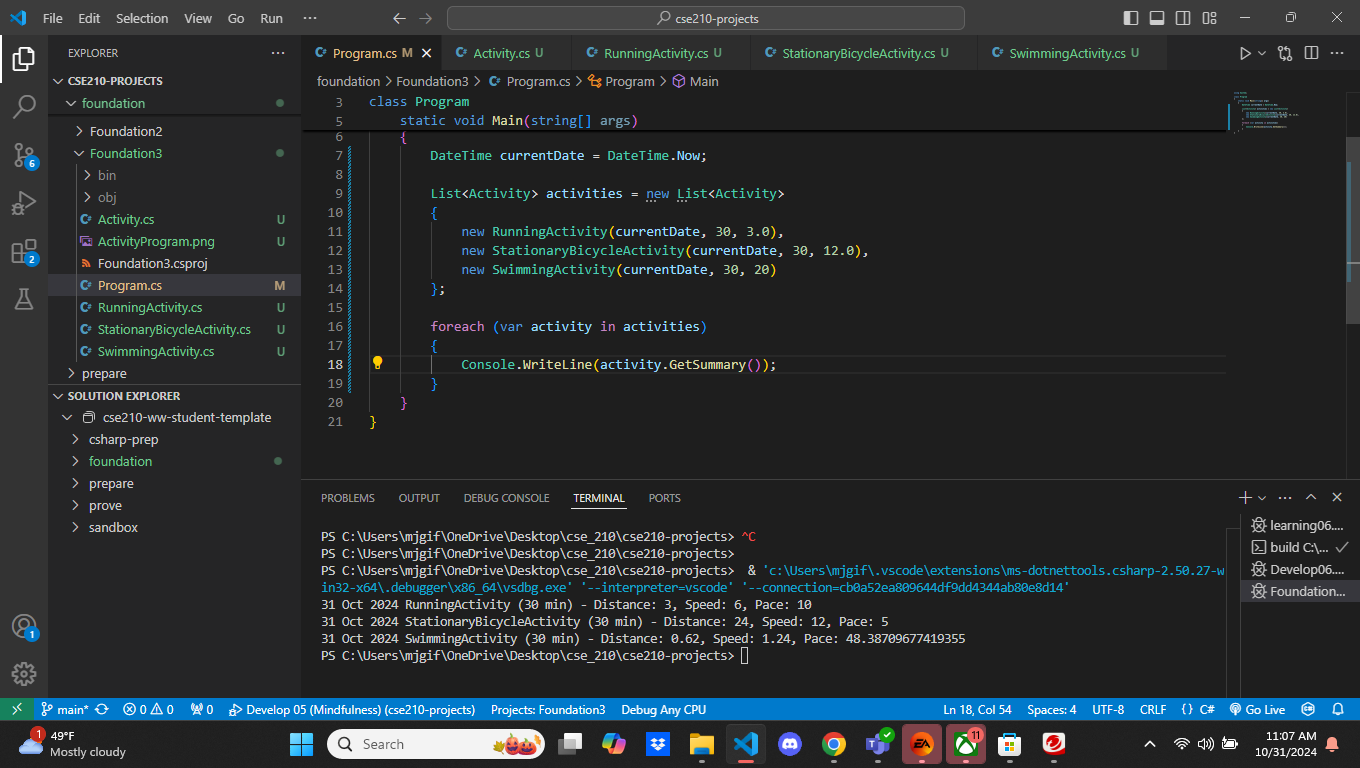 File Edit Selection View Go Run ··· cse210-projects
EXPLORER ···
CSE210-PROJECTS
foundation
Foundation2
Foundation3
bin
obj
Activity.cs U
ActivityProgram.png U
Foundation3.csproj
Program.cs M
RunningActivity.cs U
StationaryBicycleActivity.cs U
SwimmingActivity.cs U
prepare
SOLUTION EXPLORER
cse210-ww-student-template
csharp-prep
foundation
prepare
prove
sandbox
6
2
1
Program.cs M Activity.cs U RunningActivity.cs U StationaryBicycleActivity.cs U SwimmingActivity.cs U
foundation > Foundation3 > Program.cs > Program > Main
3 class Program
5 static void Main(string[] args)
6 {
7 DateTime currentDate = DateTime.Now;
8
9 List<Activity> activities = new List<Activity>
10 {
11 new RunningActivity(currentDate, 30, 3.0),
12 new StationaryBicycleActivity(currentDate, 30, 12.0),
13 new SwimmingActivity(currentDate, 30, 20)
14 };
15
16 foreach (var activity in activities)
17 {
18 Console.WriteLine(activity.GetSummary());
19 }
20 }
21 }
PROBLEMS OUTPUT DEBUG CONSOLE TERMINAL PORTS
PS C:\Users\mjgif\OneDrive\Desktop\cse_210\cse210-projects> ^C
PS C:\Users\mjgif\OneDrive\Desktop\cse_210\cse210-projects>
PS C:\Users\mjgif\OneDrive\Desktop\cse_210\cse210-projects> & 'c:\Users\mjgif\.vscode\extensions\ms-dotnettools.csharp-2.50.27-w
in32-x64\.debugger\x86_64\vsdbg.exe' '--interpreter=vscode' '--connection=cb0a52ea809644df9dd4344ab80e8d14'
31 Oct 2024 RunningActivity (30 min) - Distance: 3, Speed: 6, Pace: 10
31 Oct 2024 StationaryBicycleActivity (30 min) - Distance: 24, Speed: 12, Pace: 5
31 Oct 2024 SwimmingActivity (30 min) - Distance: 0.62, Speed: 1.24, Pace: 48.38709677419355
PS C:\Users\mjgif\OneDrive\Desktop\cse_210\cse210-projects>
learning06....
build C:\...
Develop06....
Foundation...
main* 0 0 0 Develop 05 (Mindfulness) (cse210-projects) Projects: Foundation3 Debug Any CPU Ln 18, Col 54 Spaces: 4 UTF-8 CRLF {} C# Go Live
1
49°F
Mostly cloudy
Search
EA
11
11:07 AM
10/31/2024